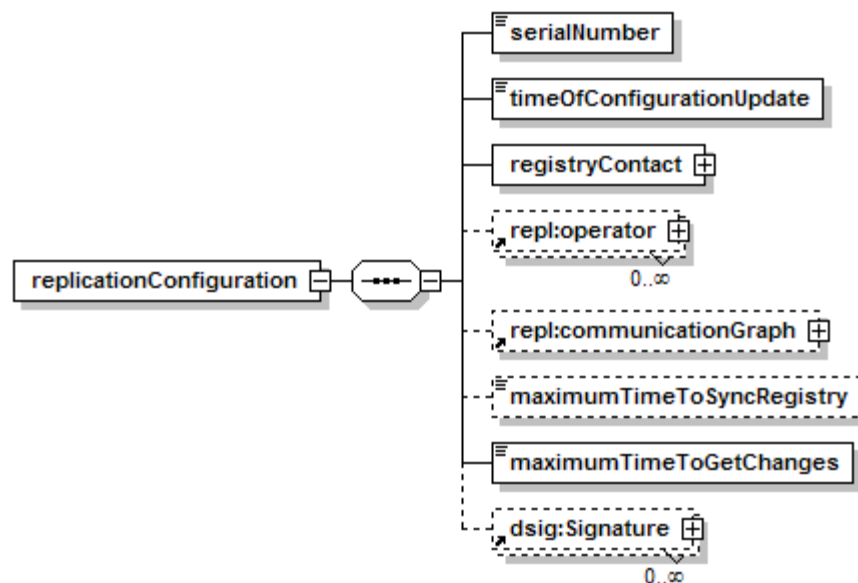 serialNumber
timeOfConfigurationUpdate
registryContact
repl:operator
0..∞
replicationConfiguration
repl:communicationGraph
maximumTimeToSyncRegistry
maximumTimeToGetChanges
dsig:Signature
0..∞